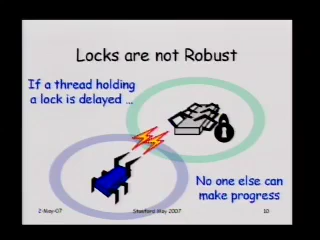 Locks are not Robust
If a thread holding
a lock is delayed ...
No one else can
make progress
2-May-07
Stanford May 2007
10